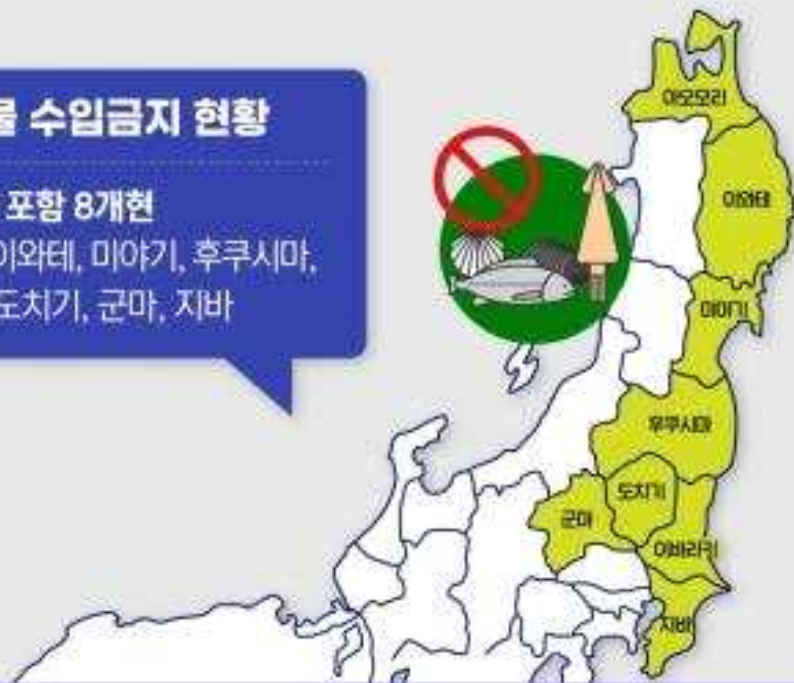 물 수입금지 현황
포함 8개현
이와테, 미야기, 후쿠시마,
도치기, 군마, 지바
아오모리
이와테
미야기
후쿠시마
도치기
군마
이바라키
지바